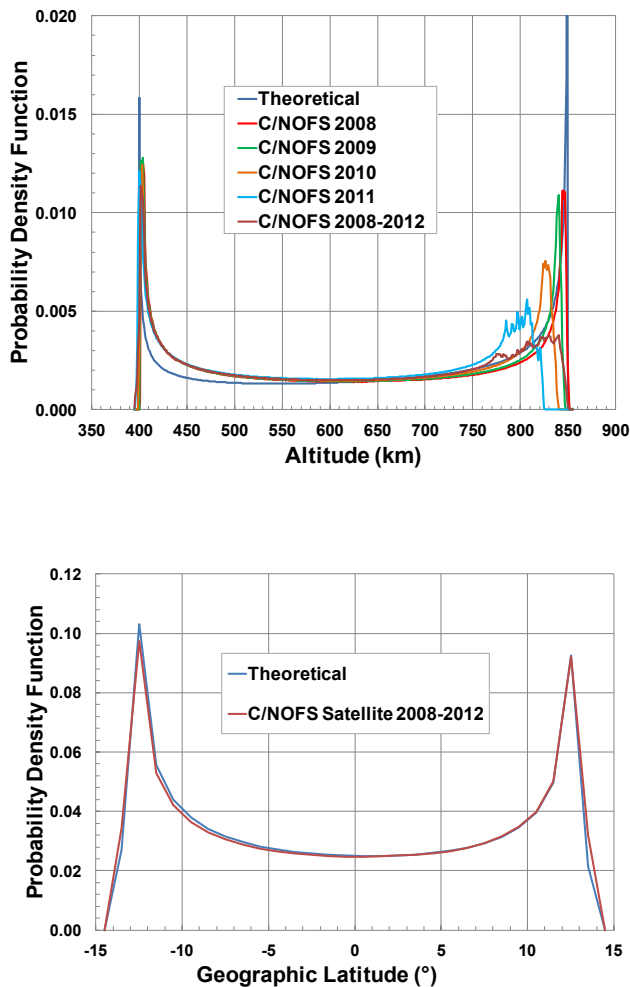 0.020
0.015
0.010
0.005
0.000
Probability Density Function
Theoretical
C/NOFS 2008
C/NOFS 2009
C/NOFS 2010
C/NOFS 2011
C/NOFS 2008-2012
350 400 450 500 550 600 650 700 750 800 850 900
Altitude (km)
0.12
0.10
0.08
0.06
0.04
0.02
0.00
Probability Density Function
Theoretical
C/NOFS Satellite 2008-2012
-15 -10 -5 0 5 10 15
Geographic Latitude (°)